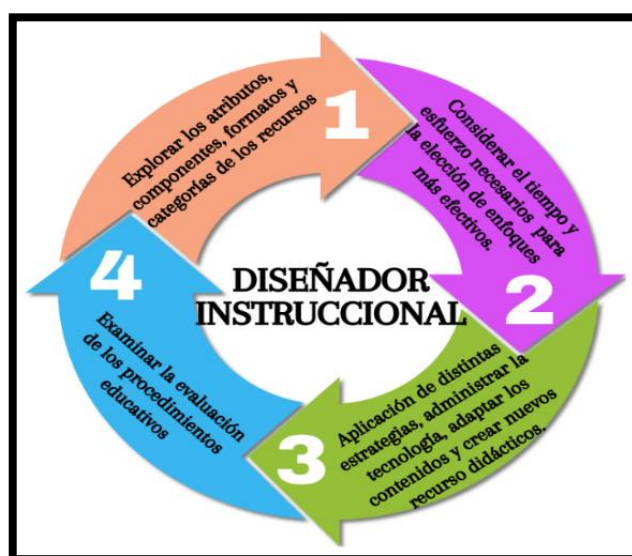 1
Explorar los atributos,
componentes, formatos y
categorías de los recursos
2
Considerar el tiempo y
esfuerzo necesarios para
la elección de enfoques
más efectivos.
DISEÑADOR
INSTRUCCIONAL
3
Aplicación de distintas
estrategias, administrar la
tecnología, adaptar los
contenidos y crear nuevos
recurso didácticos.
4
Examinar la evaluación
de los procedimientos
educativos